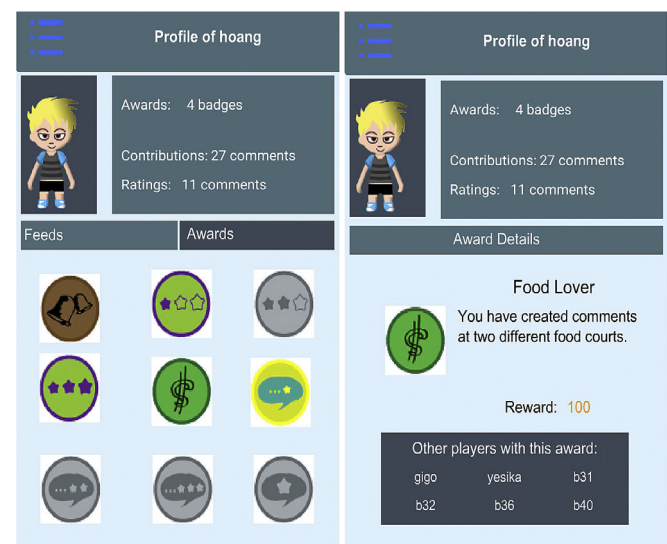 Profile of hoang
Awards: 4 badges
Contributions: 27 comments
Ratings: 11 comments
Feeds
Awards
Profile of hoang
Awards: 4 badges
Contributions: 27 comments
Ratings: 11 comments
Award Details
Food Lover
You have created comments
at two different food courts.
Reward: 100
Other players with this award:
gigo yesika b31
b32 b36 b40